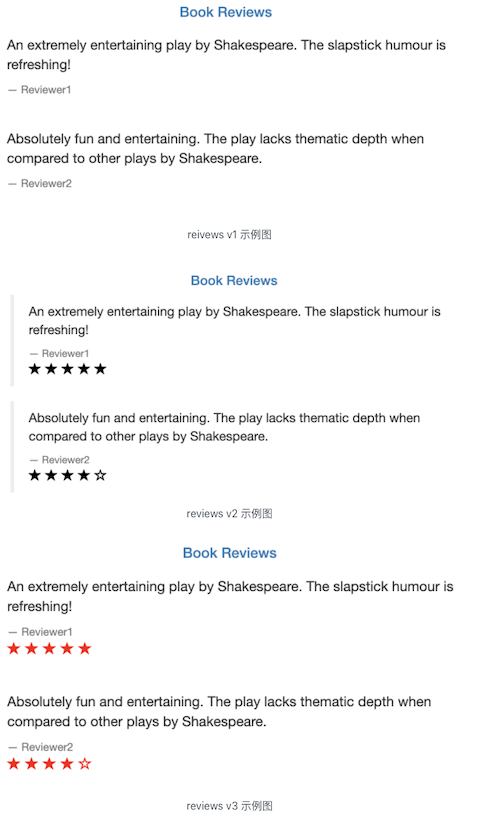 Book Reviews
An extremely entertaining play by Shakespeare. The slapstick humour is
refreshing!
— Reviewer1
Absolutely fun and entertaining. The play lacks thematic depth when
compared to other plays by Shakespeare.
— Reviewer2
reivews v1 示例图
Book Reviews
An extremely entertaining play by Shakespeare. The slapstick humour is
refreshing!
— Reviewer1
★ ★ ★ ★ ★
Absolutely fun and entertaining. The play lacks thematic depth when
compared to other plays by Shakespeare.
— Reviewer2
★ ★ ★ ★ ☆
reviews v2 示例图
Book Reviews
An extremely entertaining play by Shakespeare. The slapstick humour is
refreshing!
— Reviewer1
★ ★ ★ ★ ★
Absolutely fun and entertaining. The play lacks thematic depth when
compared to other plays by Shakespeare.
— Reviewer2
★ ★ ★ ★ ☆
reviews v3 示例图